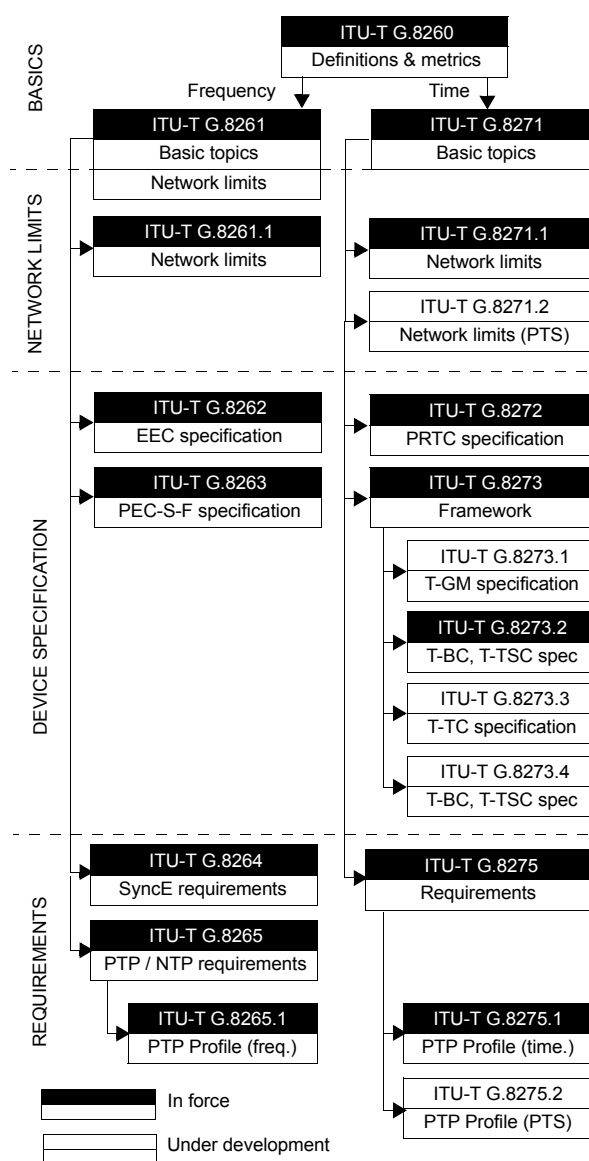 BASICS
ITU-T G.8260
Definitions & metrics
Frequency
Time
ITU-T G.8261
Basic topics
Network limits
ITU-T G.8271
Basic topics
NETWORK LIMITS
ITU-T G.8261.1
Network limits
ITU-T G.8271.1
Network limits
ITU-T G.8271.2
Network limits (PTS)
DEVICE SPECIFICATION
ITU-T G.8262
EEC specification
ITU-T G.8263
PEC-S-F specification
ITU-T G.8272
PRTC specification
ITU-T G.8273
Framework
ITU-T G.8273.1
T-GM specification
ITU-T G.8273.2
T-BC, T-TSC spec
ITU-T G.8273.3
T-TC specification
ITU-T G.8273.4
T-BC, T-TSC spec
REQUIREMENTS
ITU-T G.8264
SyncE requirements
ITU-T G.8265
PTP / NTP requirements
ITU-T G.8265.1
PTP Profile (freq.)
ITU-T G.8275
Requirements
ITU-T G.8275.1
PTP Profile (time.)
ITU-T G.8275.2
PTP Profile (PTS)
In force
Under development